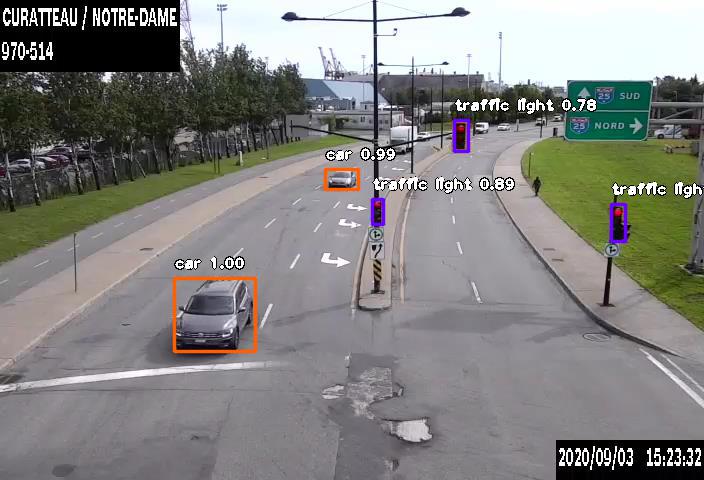 CURATTEAU / NOTRE-DAME
970-514
traffic light 0.78
25 SUD
25 NORD
car 0.99
traffic light 0.89
traffic ligh
car 1.00
2020/09/03 15:23:32